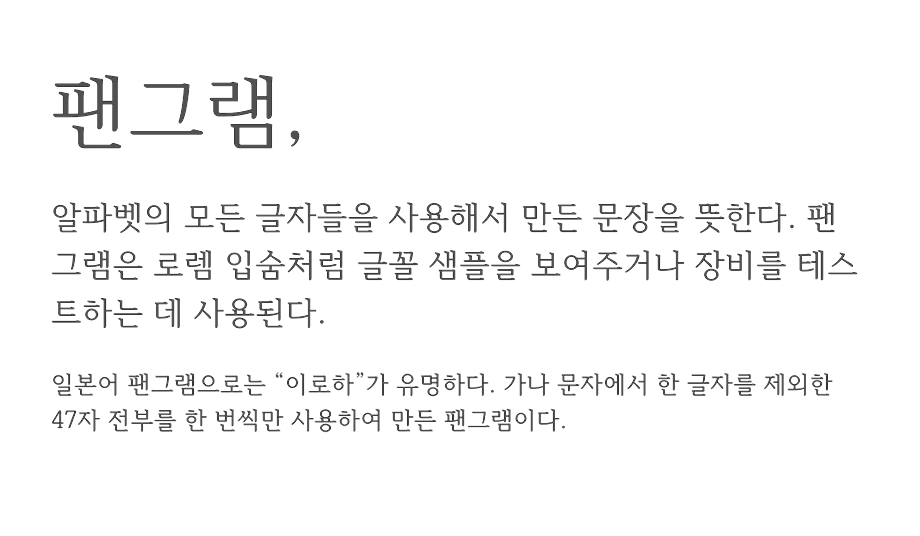 팬그램,
알파벳의 모든 글자들을 사용해서 만든 문장을 뜻한다. 팬
그램은 로렘 입숨처럼 글꼴 샘플을 보여주거나 장비를 테스
트하는 데 사용된다.
일본어 팬그램으로는 “이로하”가 유명하다. 가나 문자에서 한 글자를 제외한
47자 전부를 한 번씩만 사용하여 만든 팬그램이다.